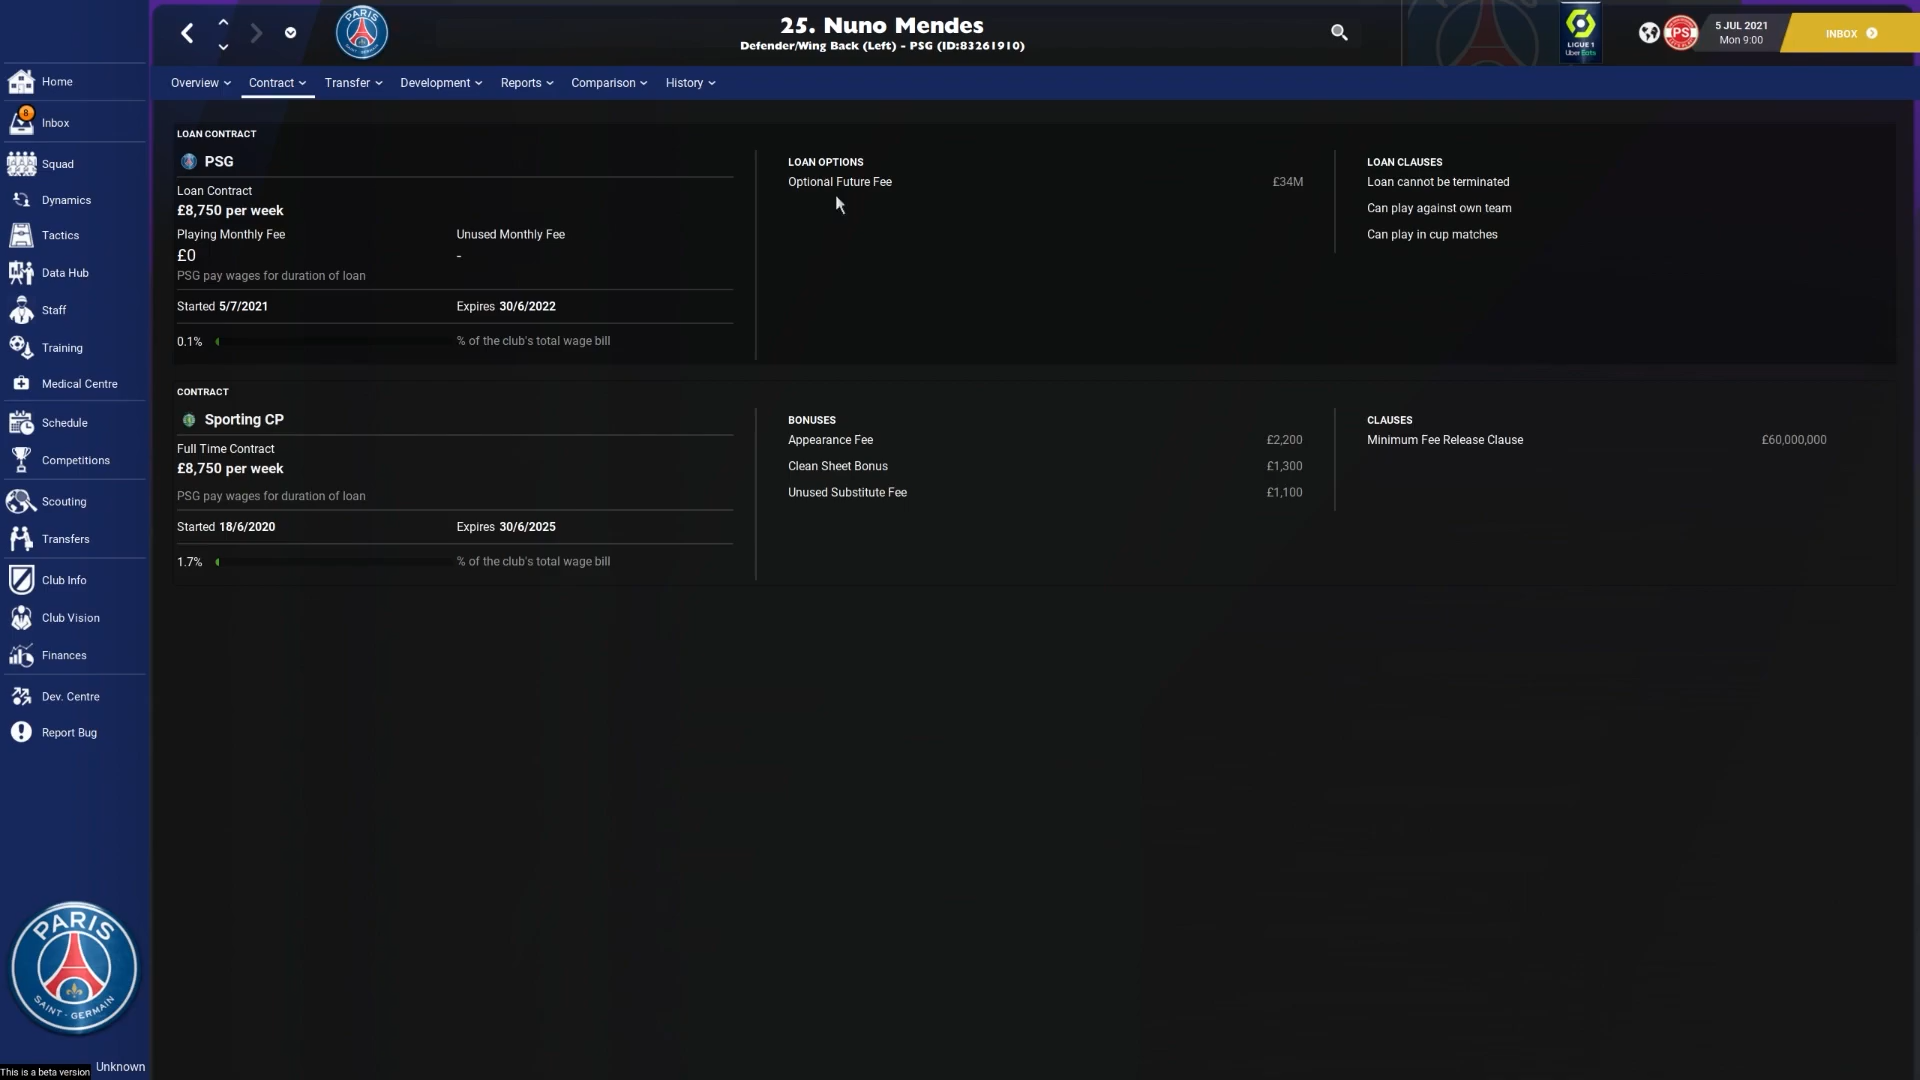 25. Nuno Mendes
Defender/Wing Back (Left) - PSG (ID:83261910)
PARIS
SAINT-GERMAIN
LIGUE 1
Uber Eats
PS
5 JUL 2021
Mon 9:00
INBOX
Overview
Contract
Transfer
Development
Reports
Comparison
History
Home
8
Inbox
Squad
Dynamics
Tactics
Data Hub
Staff
Training
Medical Centre
Schedule
Competitions
Scouting
Transfers
Club Info
Club Vision
Finances
Dev. Centre
Report Bug
PARIS
SAINT-GERMAIN
This is a beta version Unknown
LOAN CONTRACT
PSG
Loan Contract
£8,750 per week
Playing Monthly Fee Unused Monthly Fee
£0 -
PSG pay wages for duration of loan
Started 5/7/2021 Expires 30/6/2022
0.1% % of the club's total wage bill
LOAN OPTIONS
Optional Future Fee £34M
LOAN CLAUSES
Loan cannot be terminated
Can play against own team
Can play in cup matches
CONTRACT
Sporting CP
Full Time Contract
£8,750 per week
PSG pay wages for duration of loan
Started 18/6/2020 Expires 30/6/2025
1.7% % of the club's total wage bill
BONUSES
Appearance Fee £2,200
Clean Sheet Bonus £1,300
Unused Substitute Fee £1,100
CLAUSES
Minimum Fee Release Clause £60,000,000